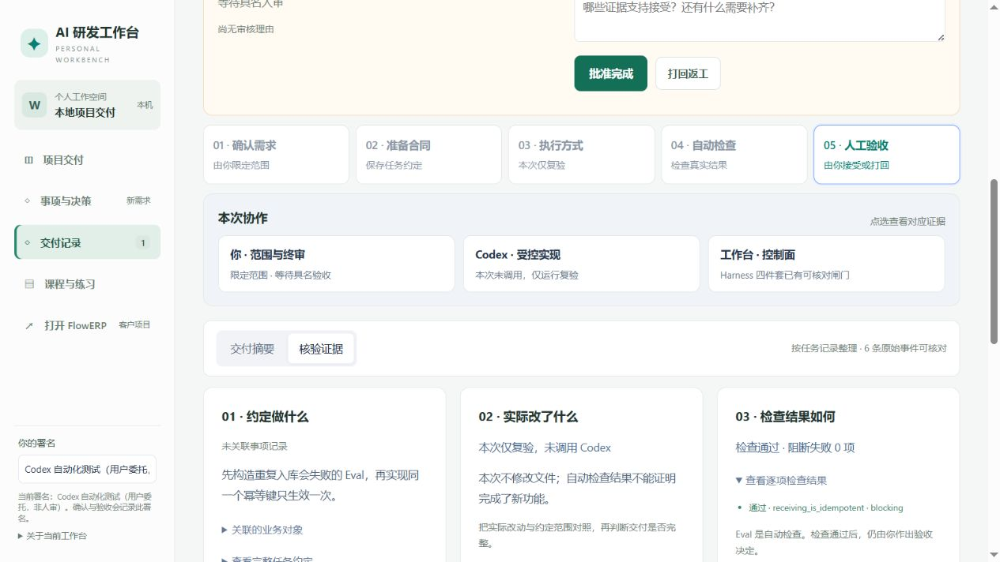 AI 研发工作台
PERSONAL
WORKBENCH
W
个人工作空间
本地项目交付
本机
项目交付
事项与决策
新需求
交付记录
1
课程与练习
打开 FlowERP
客户项目
你的署名
Codex 自动化测试（用户委托,
当前署名：Codex 自动化测试（用户委
托，非人审）。确认与验收会记录此署
名。
关于当前工作台
等待具名人审
尚无审核理由
哪些证据支持接受？还有什么需要补齐？
批准完成
打回返工
01 · 确认需求
由你限定范围
02 · 准备合同
保存任务约定
03 · 执行方式
本次仅复验
04 · 自动检查
检查真实结果
05 · 人工验收
由你接受或打回
本次协作
点选查看对应证据
你 · 范围与终审
限定范围 · 等待具名验收
Codex · 受控实现
本次未调用，仅运行复验
工作台 · 控制面
Harness 四件套已有可核对闸门
交付摘要
核验证据
按任务记录整理 · 6 条原始事件可核对
01 · 约定做什么
未关联事项记录
先构造重复入库会失败的 Eval，再实现同
一个幂等键只生效一次。
关联的业务对象
查看完整任务约定
02 · 实际改了什么
本次仅复验，未调用 Codex
本次不修改文件；自动检查结果不能证明
完成了新功能。
把实际改动与约定范围对照，再判断交付是否完
整。
03 · 检查结果如何
检查通过 · 阻断失败 0 项
查看逐项检查结果
通过 · receiving_is_idempotent · blocking
Eval 是自动检查。检查通过后，仍由你作出验收
决定。